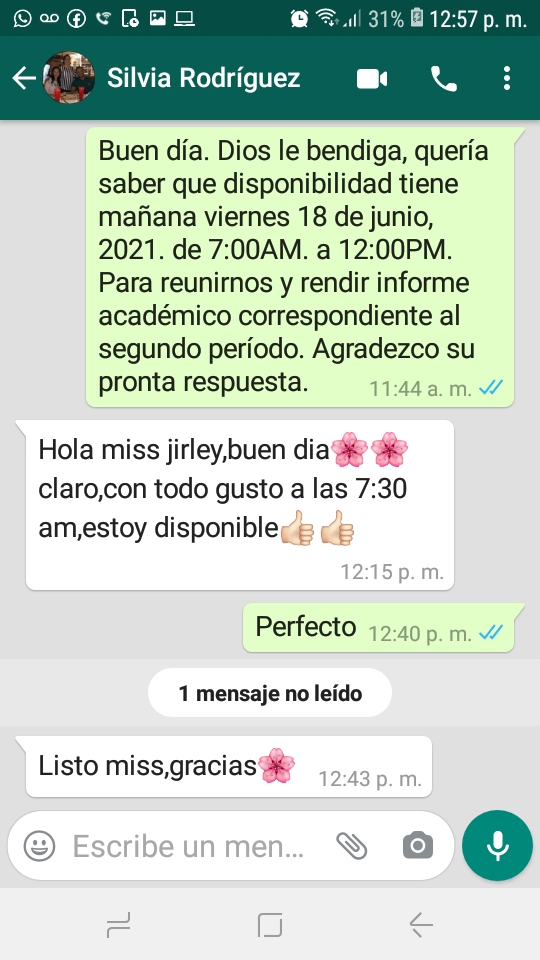 31% 12:57 p. m.
Silvia Rodríguez
Buen día. Dios le bendiga, quería
saber que disponibilidad tiene
mañana viernes 18 de junio,
2021. de 7:00AM. a 12:00PM.
Para reunirnos y rendir informe
académico correspondiente al
segundo período. Agradezco su
pronta respuesta. 11:44 a. m.
Hola miss jirley,buen dia🌸🌸
claro,con todo gusto a las 7:30
am,estoy disponible👍🏻👍🏻
12:15 p. m.
Perfecto 12:40 p. m.
1 mensaje no leído
Listo miss,gracias🌸 12:43 p. m.
Escribe un men...